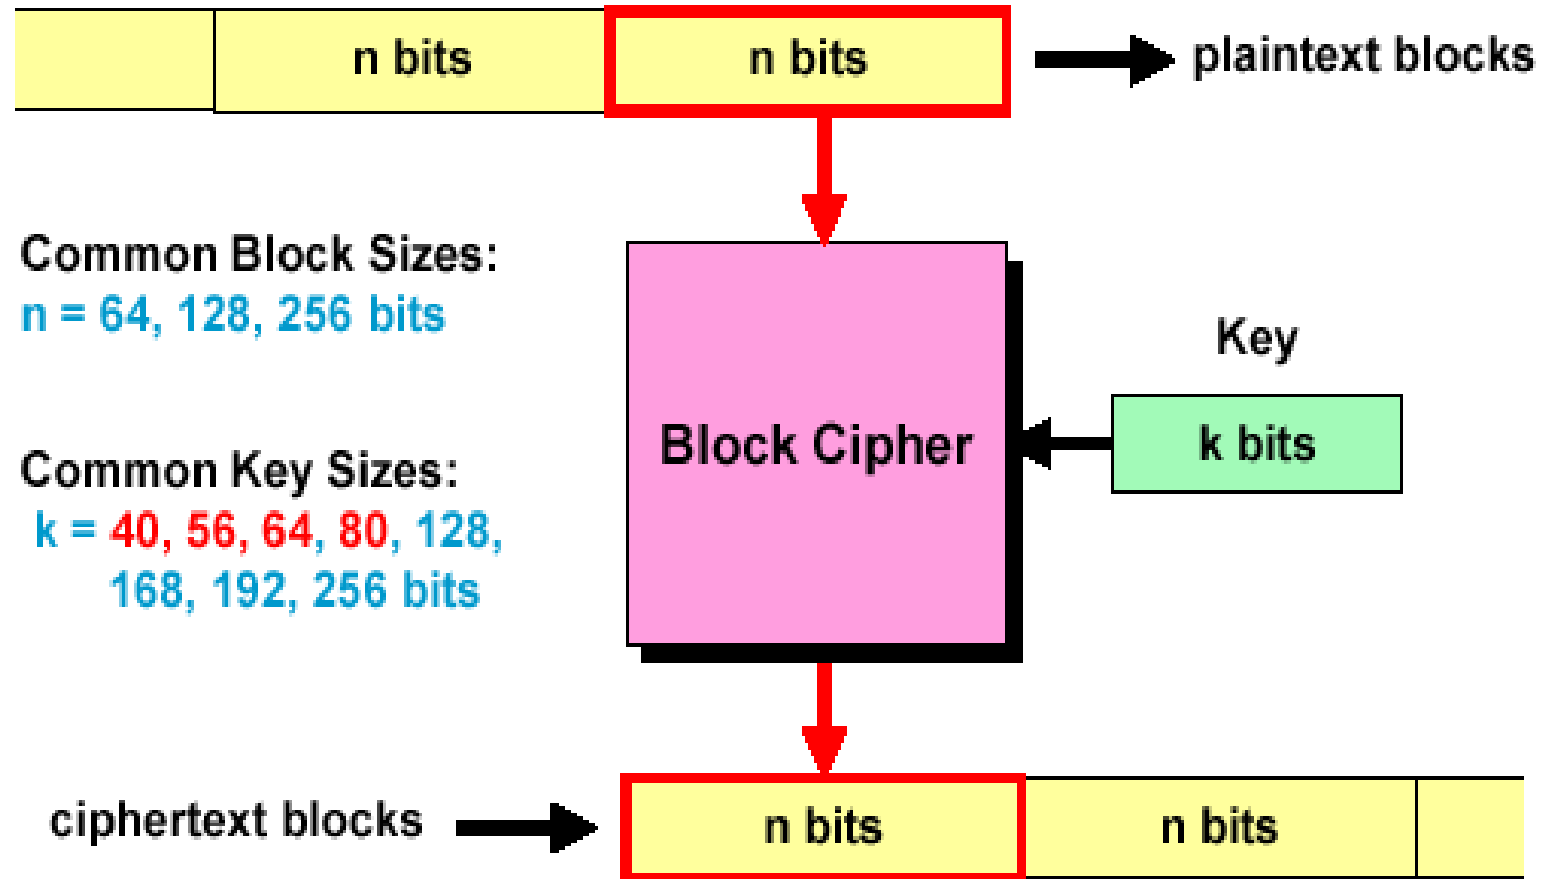 n bits
n bits
plaintext blocks
Common Block Sizes:
n = 64, 128, 256 bits
Key
Block Cipher
k bits
Common Key Sizes:
k = 40, 56, 64, 80, 128,
168, 192, 256 bits
ciphertext blocks
n bits
n bits